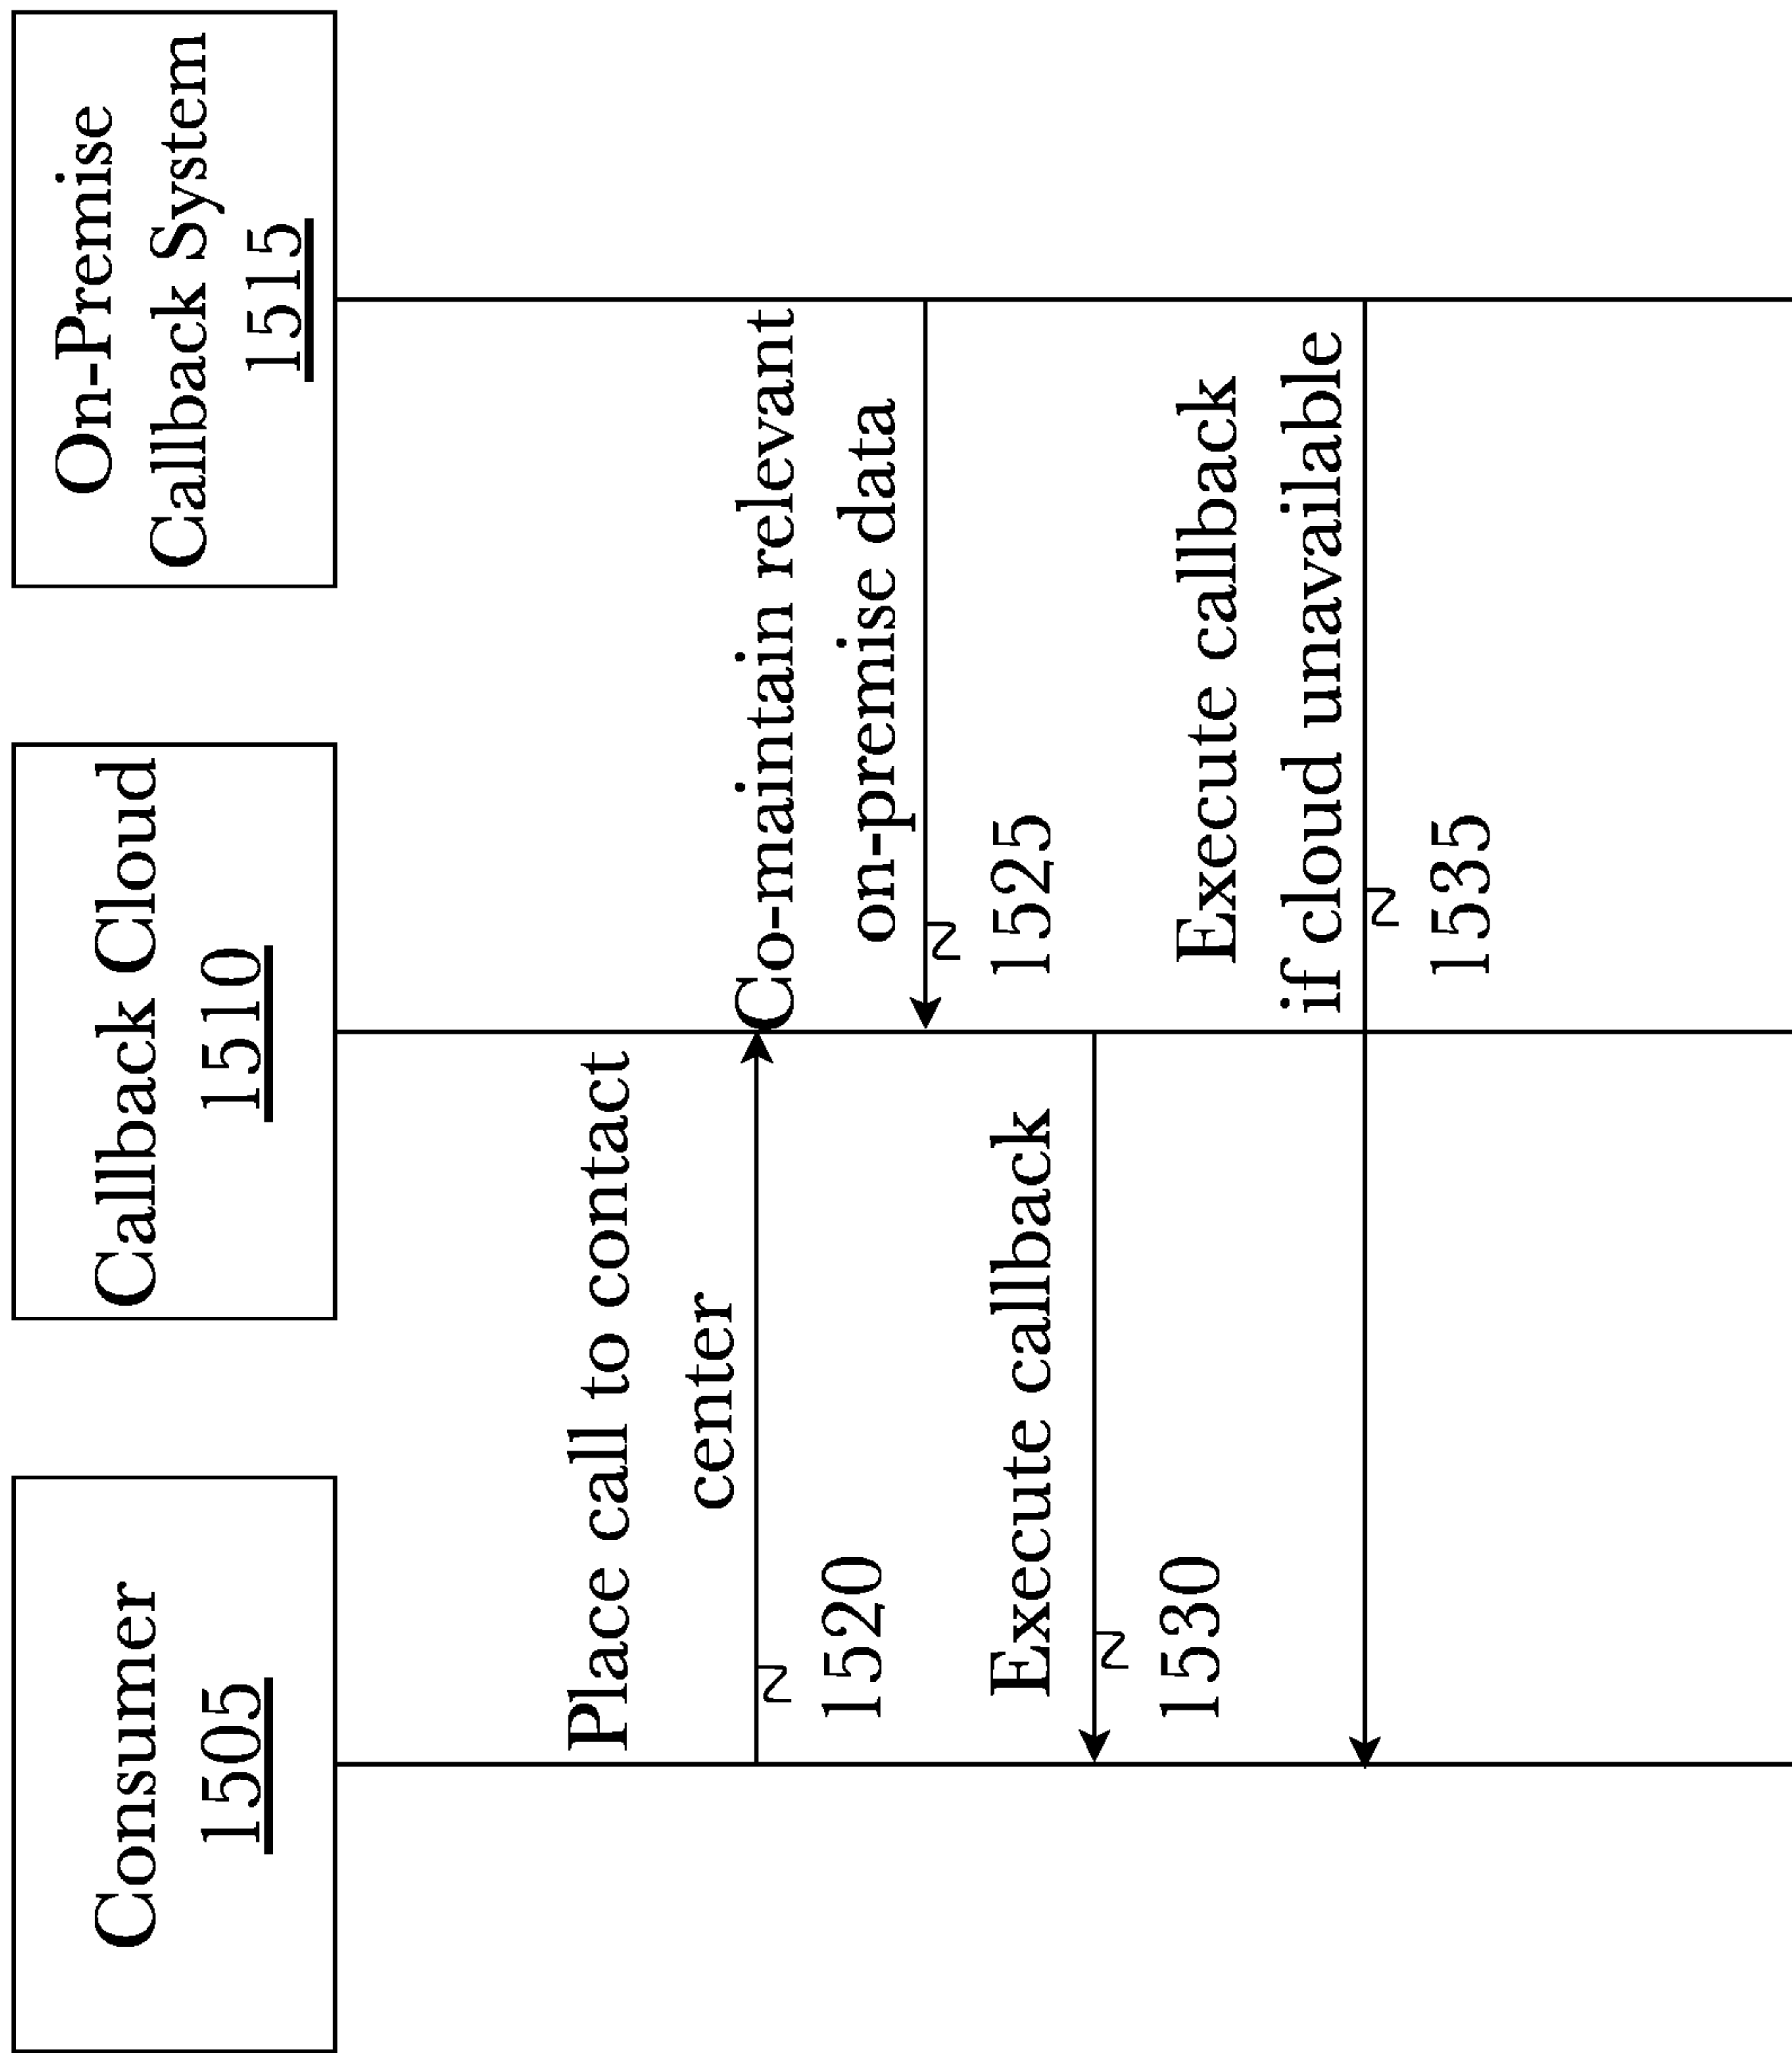 Consumer
1505
Callback Cloud
1510
On-Premise
Callback System
1515
Place call to contact
center
1520
Co-maintain relevant
on-premise data
1525
Execute callback
1530
Execute callback
if cloud unavailable
1535